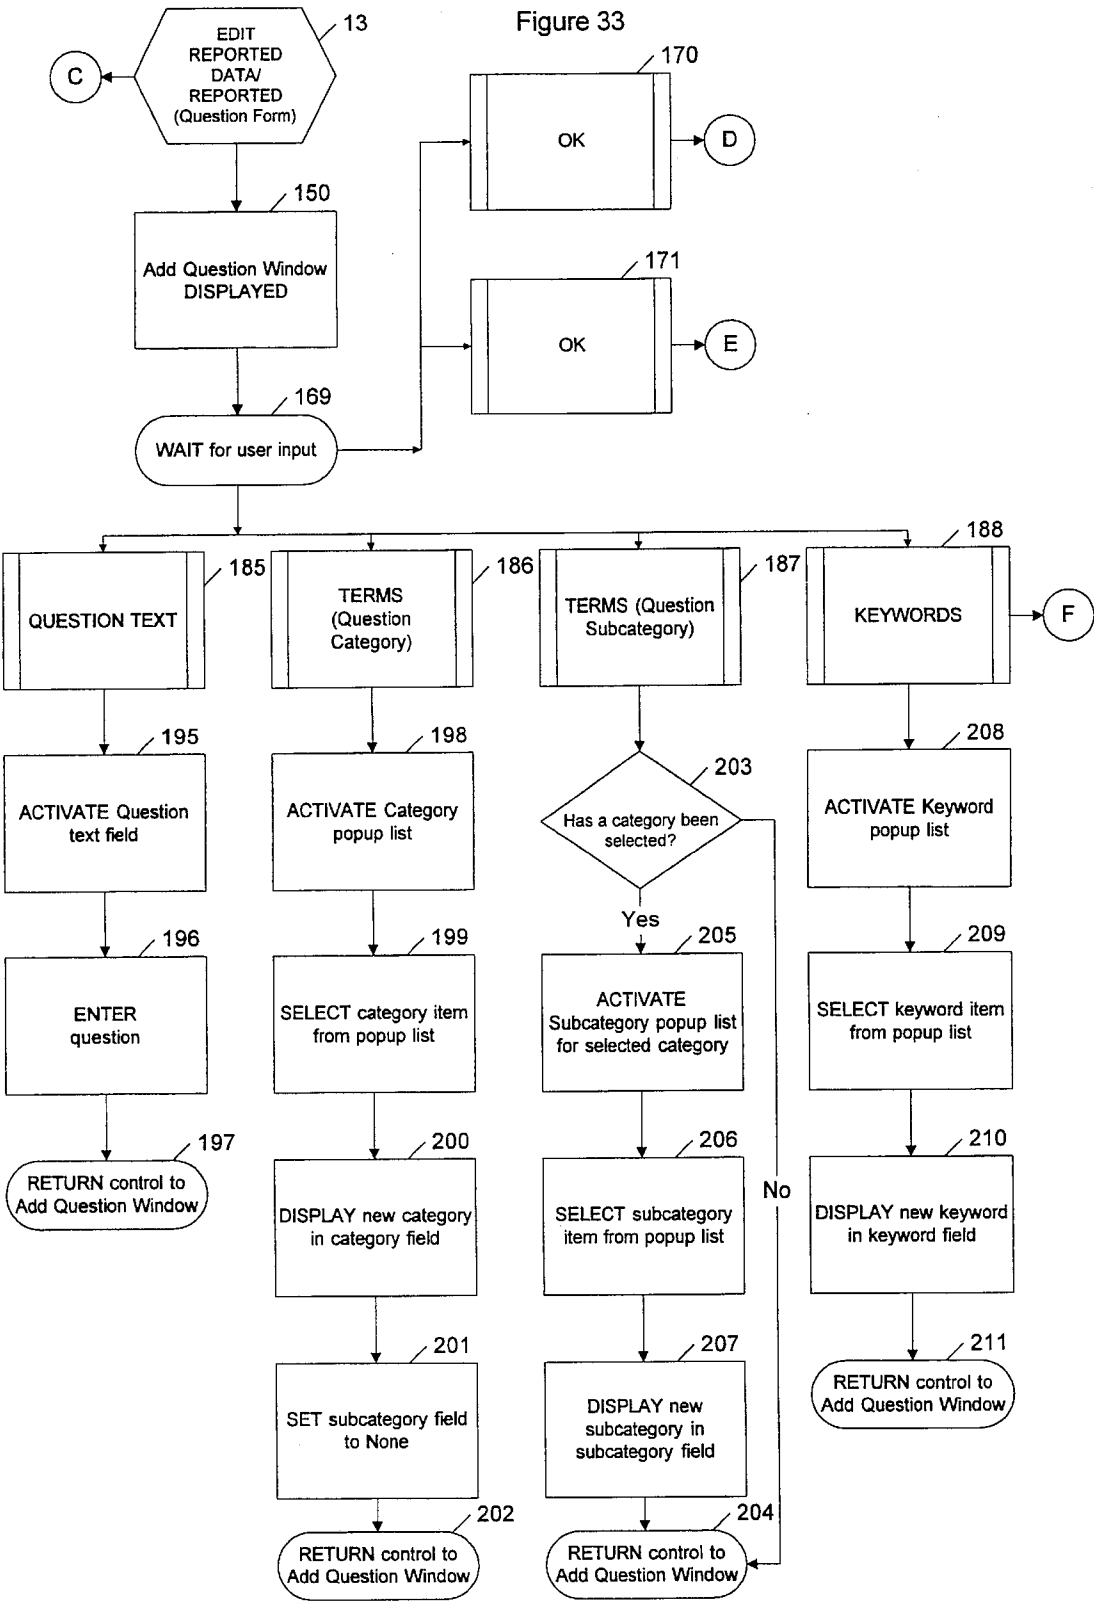 Figure 33
13
EDIT
REPORTED
DATA/
REPORTED
(Question Form)
C
170
OK
D
150
Add Question Window
DISPLAYED
171
OK
E
169
WAIT for user input
185
QUESTION TEXT
186
TERMS
(Question
Category)
187
TERMS (Question
Subcategory)
188
KEYWORDS
F
195
ACTIVATE Question
text field
198
ACTIVATE Category
popup list
203
Has a category been
selected?
208
ACTIVATE Keyword
popup list
Yes
196
ENTER
question
199
SELECT category item
from popup list
205
ACTIVATE
Subcategory popup list
for selected category
209
SELECT keyword item
from popup list
197
RETURN control to
Add Question Window
200
DISPLAY new category
in category field
206
SELECT subcategory
item from popup list
No
210
DISPLAY new keyword
in keyword field
201
SET subcategory field
to None
207
DISPLAY new
subcategory in
subcategory field
211
RETURN control to
Add Question Window
202
RETURN control to
Add Question Window
204
RETURN control to
Add Question Window